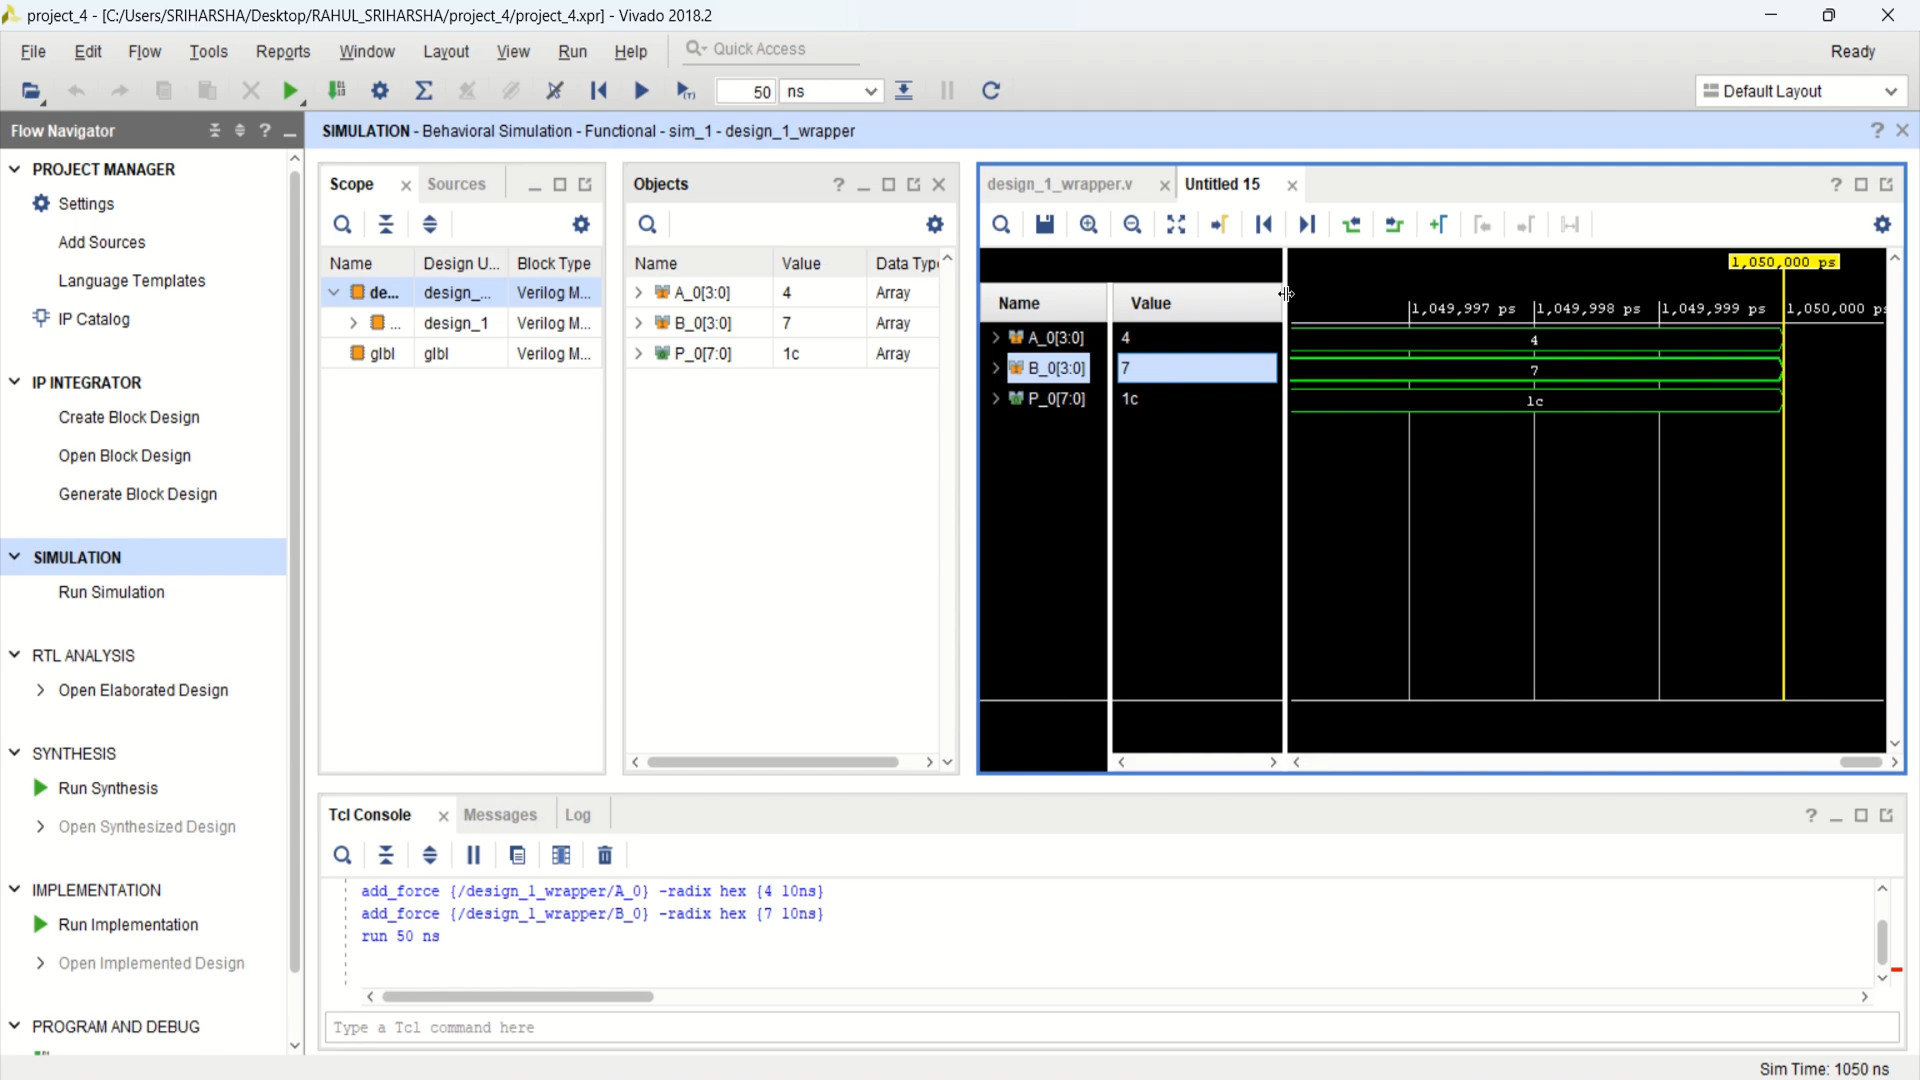 project_4 - [C:/Users/SRIHARSHA/Desktop/RAHUL_SRIHARSHA/project_4/project_4.xpr] - Vivado 2018.2
File Edit Flow Tools Reports Window Layout View Run Help Quick Access Ready
50 ns Default Layout
Flow Navigator
PROJECT MANAGER
Settings
Add Sources
Language Templates
IP Catalog
IP INTEGRATOR
Create Block Design
Open Block Design
Generate Block Design
SIMULATION
Run Simulation
RTL ANALYSIS
Open Elaborated Design
SYNTHESIS
Run Synthesis
Open Synthesized Design
IMPLEMENTATION
Run Implementation
Open Implemented Design
PROGRAM AND DEBUG
SIMULATION - Behavioral Simulation - Functional - sim_1 - design_1_wrapper
Scope Sources
Name Design U... Block Type
de... design_... Verilog M...
... design_1 Verilog M...
glbl glbl Verilog M...
Objects
Name Value Data Typ
A_0[3:0] 4 Array
B_0[3:0] 7 Array
P_0[7:0] 1c Array
design_1_wrapper.v Untitled 15
1,050,000 ps
Name Value
1,049,997 ps 1,049,998 ps 1,049,999 ps 1,050,000 ps
A_0[3:0] 4 4
B_0[3:0] 7 7
P_0[7:0] 1c 1c
Tcl Console Messages Log
add_force {/design_1_wrapper/A_0} -radix hex {4 10ns}
add_force {/design_1_wrapper/B_0} -radix hex {7 10ns}
run 50 ns
Type a Tcl command here
Sim Time: 1050 ns